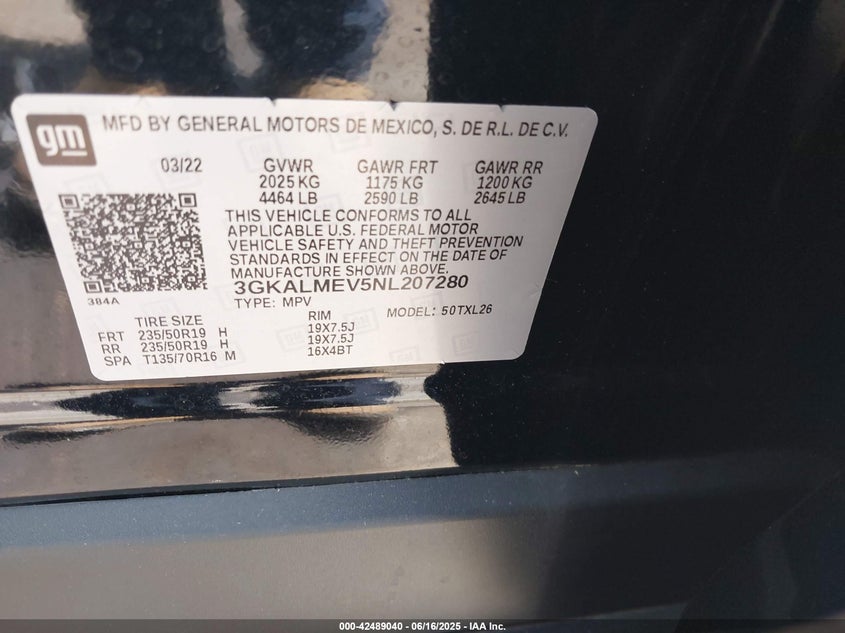 gm
MFD BY GENERAL MOTORS DE MEXICO, S. DE R.L. DE C.V.
03/22 GVWR GAWR FRT GAWR RR
2025 KG 1175 KG 1200 KG
4464 LB 2590 LB 2645 LB
THIS VEHICLE CONFORMS TO ALL
APPLICABLE U.S. FEDERAL MOTOR
VEHICLE SAFETY AND THEFT PREVENTION
STANDARDS IN EFFECT ON THE DATE OF
MANUFACTURE SHOWN ABOVE.
3GKALMEV5NL207280
384A
TYPE: MPV
MODEL: 50TXL26
TIRE SIZE RIM
FRT 235/50R19 H 19X7.5J
RR 235/50R19 H 19X7.5J
SPA T135/70R16 M 16X4BT
000-42489040 - 06/16/2025 - IAA Inc.